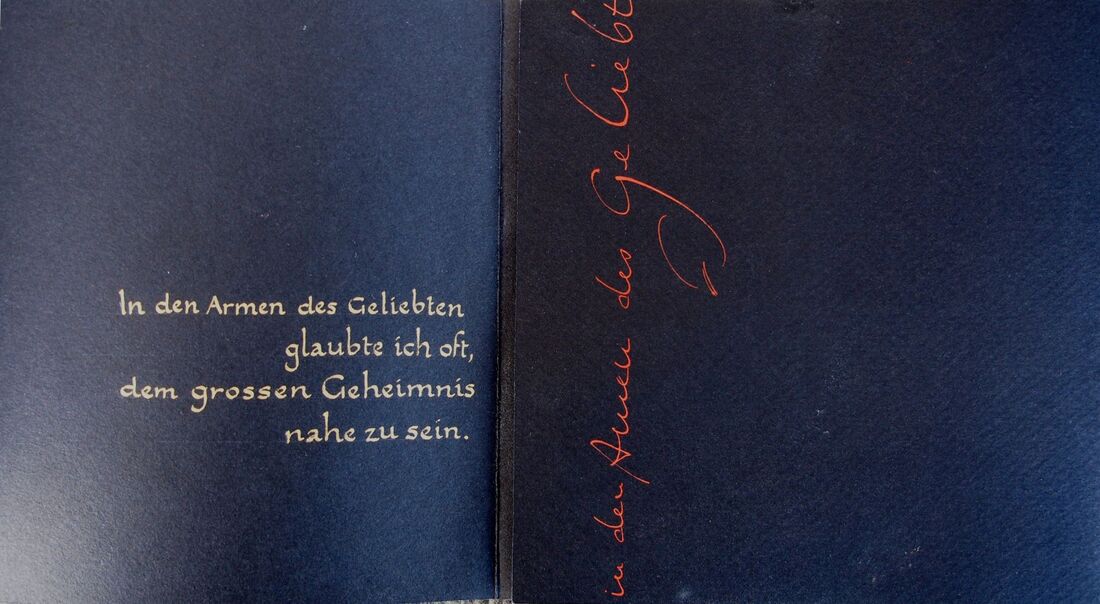 In den Armen des Geliebten
glaubte ich oft,
dem grossen Geheimnis
nahe zu sein.
in den Armen des Geliebt